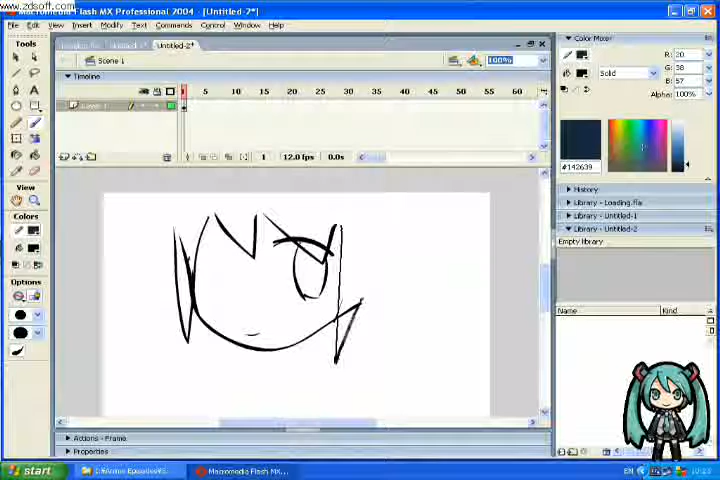 www.zdsoft.com
Macromedia Flash MX Professional 2004 - [Untitled-2*]
File Edit View Insert Modify Text Commands Control Window Help
Tools
View
Colors
Options
Untitled-2*
Scene 1
100%
Timeline
1 5 10 15 20 25 30 35 40 45 50 55
Layer 1
1 12.0 fps 0.0s
Actions - Frame
Properties
Color Mixer
R: 20
Solid G: 38
B: 57
Alpha: 100%
#142639
History
Library - Loading.fla
Library - Untitled-1
Library - Untitled-2
Empty library
Name Kind
start
Macromedia Flash MX...
EN